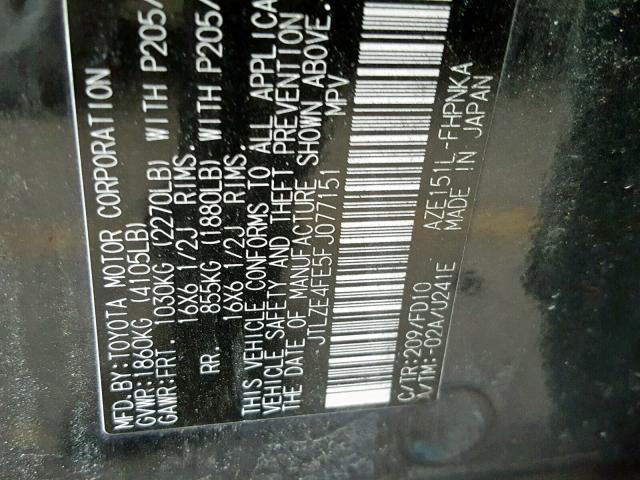 MFD. BY: TOYOTA MOTOR CORPORATION
GVWR: 1860KG (4105LB)
GAWR: FRT. 1030KG (2270LB) WITH P205/
16X6 1/2J RIMS.
RR. 855KG (1880LB) WITH P205/
16X6 1/2J RIMS.
THIS VEHICLE CONFORMS TO ALL APPLICA
VEHICLE SAFETY AND THEFT PREVENTION
THE DATE OF MANUFACTURE SHOWN ABOVE.
JTLZE4FE5FJ077151 MPV
C/TR:209/FD10 AZE151L-FHPNKA
A/TM:-02A/U241E MADE IN JAPAN